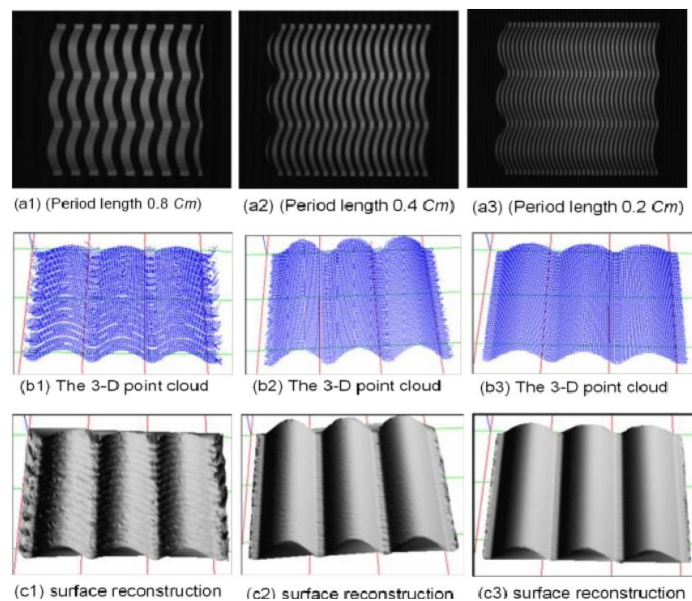 (a1) (Period length 0.8 Cm)
(a2) (Period length 0.4 Cm)
(a3) (Period length 0.2 Cm)
(b1) The 3-D point cloud
(b2) The 3-D point cloud
(b3) The 3-D point cloud
(c1) surface reconstruction
(c2) surface reconstruction
(c3) surface reconstruction